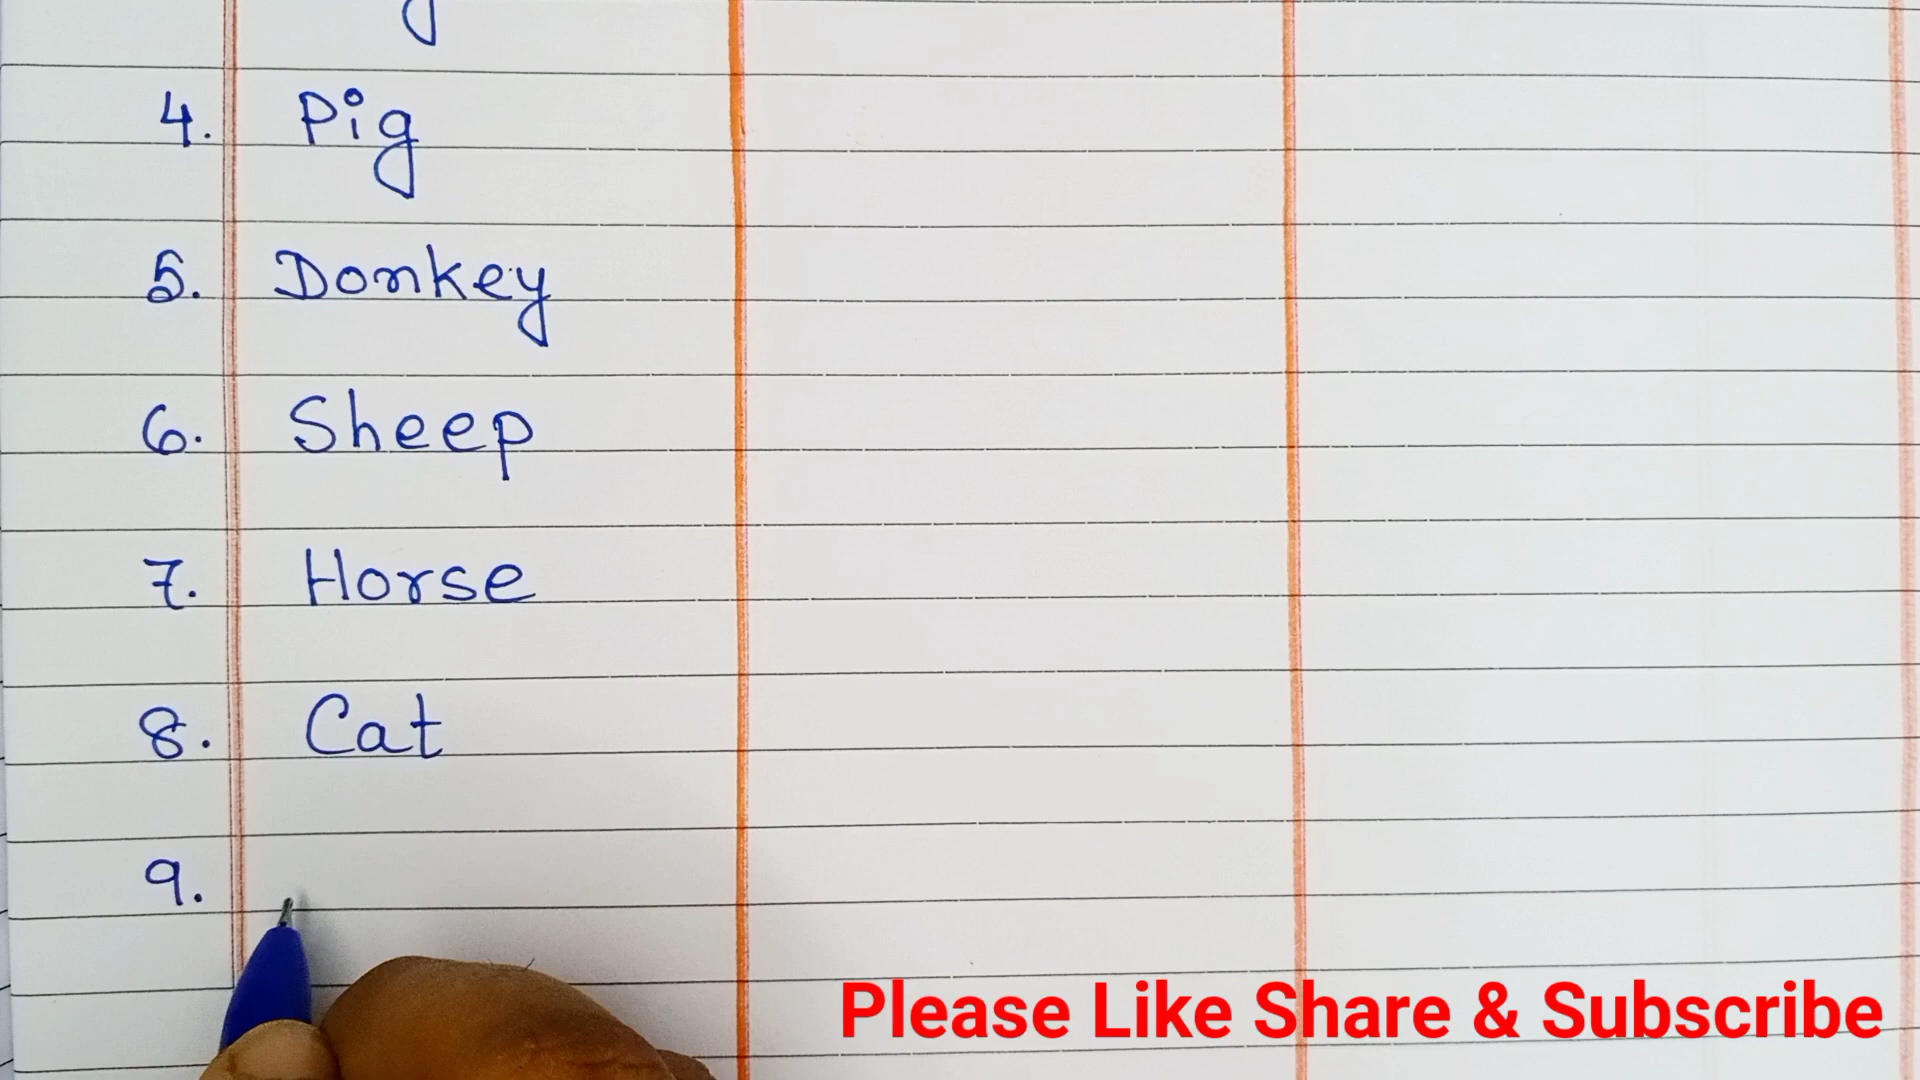 4. Pig
5. Donkey
6. Sheep
7. Horse
8. Cat
9.
Please Like Share & Subscribe